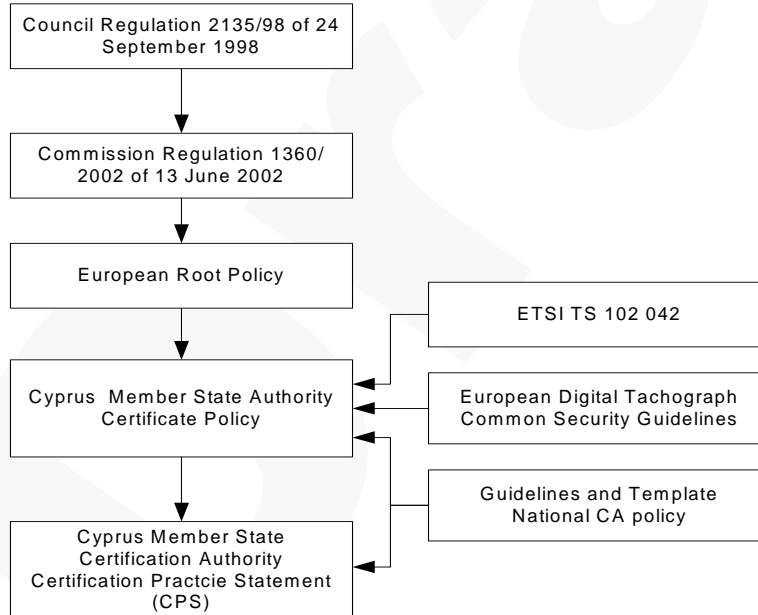 Council Regulation 2135/98 of 24
September 1998
Commission Regulation 1360/
2002 of 13 June 2002
European Root Policy
ETSI TS 102 042
Cyprus Member State Authority
Certificate Policy
European Digital Tachograph
Common Security Guidelines
Guidelines and Template
National CA policy
Cyprus Member State
Certification Authority
Certification Practcie Statement
(CPS)